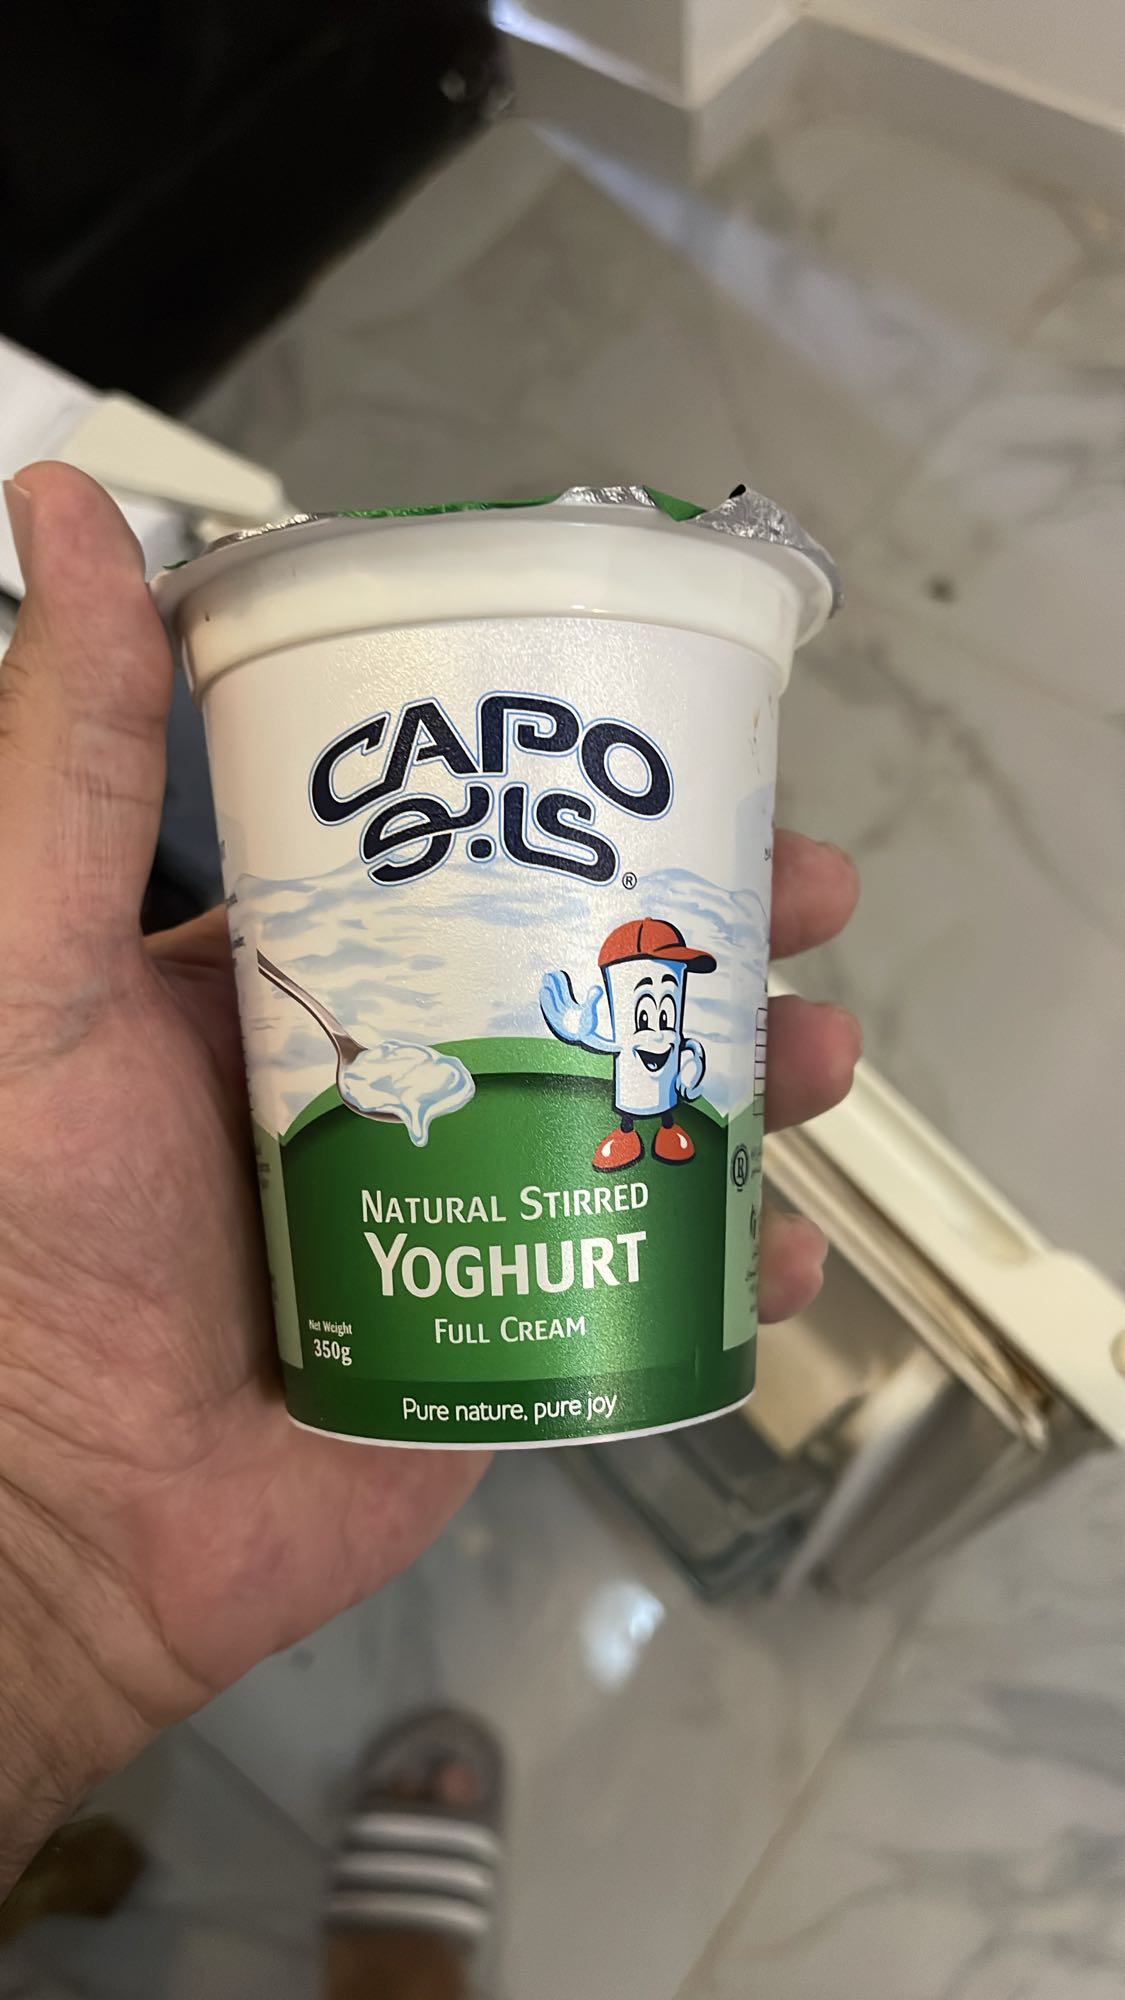 CAPO
كابو
®
NATURAL STIRRED
YOGHURT
FULL CREAM
Net Weight
350g
Pure nature, pure joy